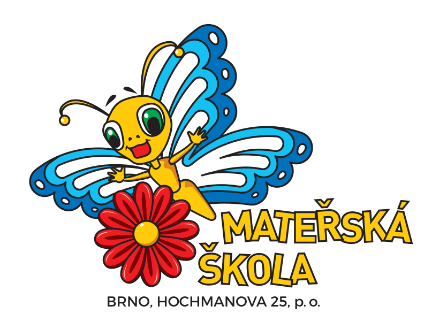 MATEŘSKÁ
ŠKOLA
BRNO, HOCHMANOVA 25, p. o.